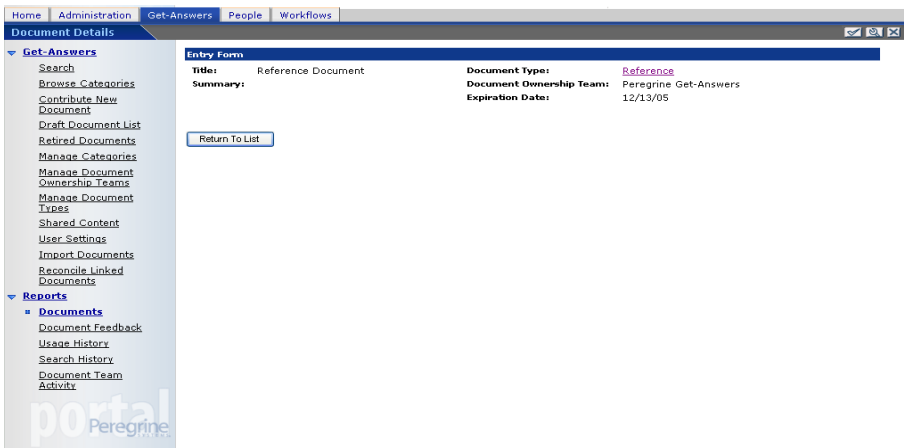 Home Administration Get-Answers People Workflows
Document Details
Get-Answers
Search
Browse Categories
Contribute New
Document
Draft Document List
Retired Documents
Manage Categories
Manage Document
Ownership Teams
Manage Document
Types
Shared Content
User Settings
Import Documents
Reconcile Linked
Documents
Reports
Documents
Document Feedback
Usage History
Search History
Document Team
Activity
portal
Peregrine
Entry Form
Title: Reference Document Document Type: Reference
Summary: Document Ownership Team: Peregrine Get-Answers
Expiration Date: 12/13/05
Return To List